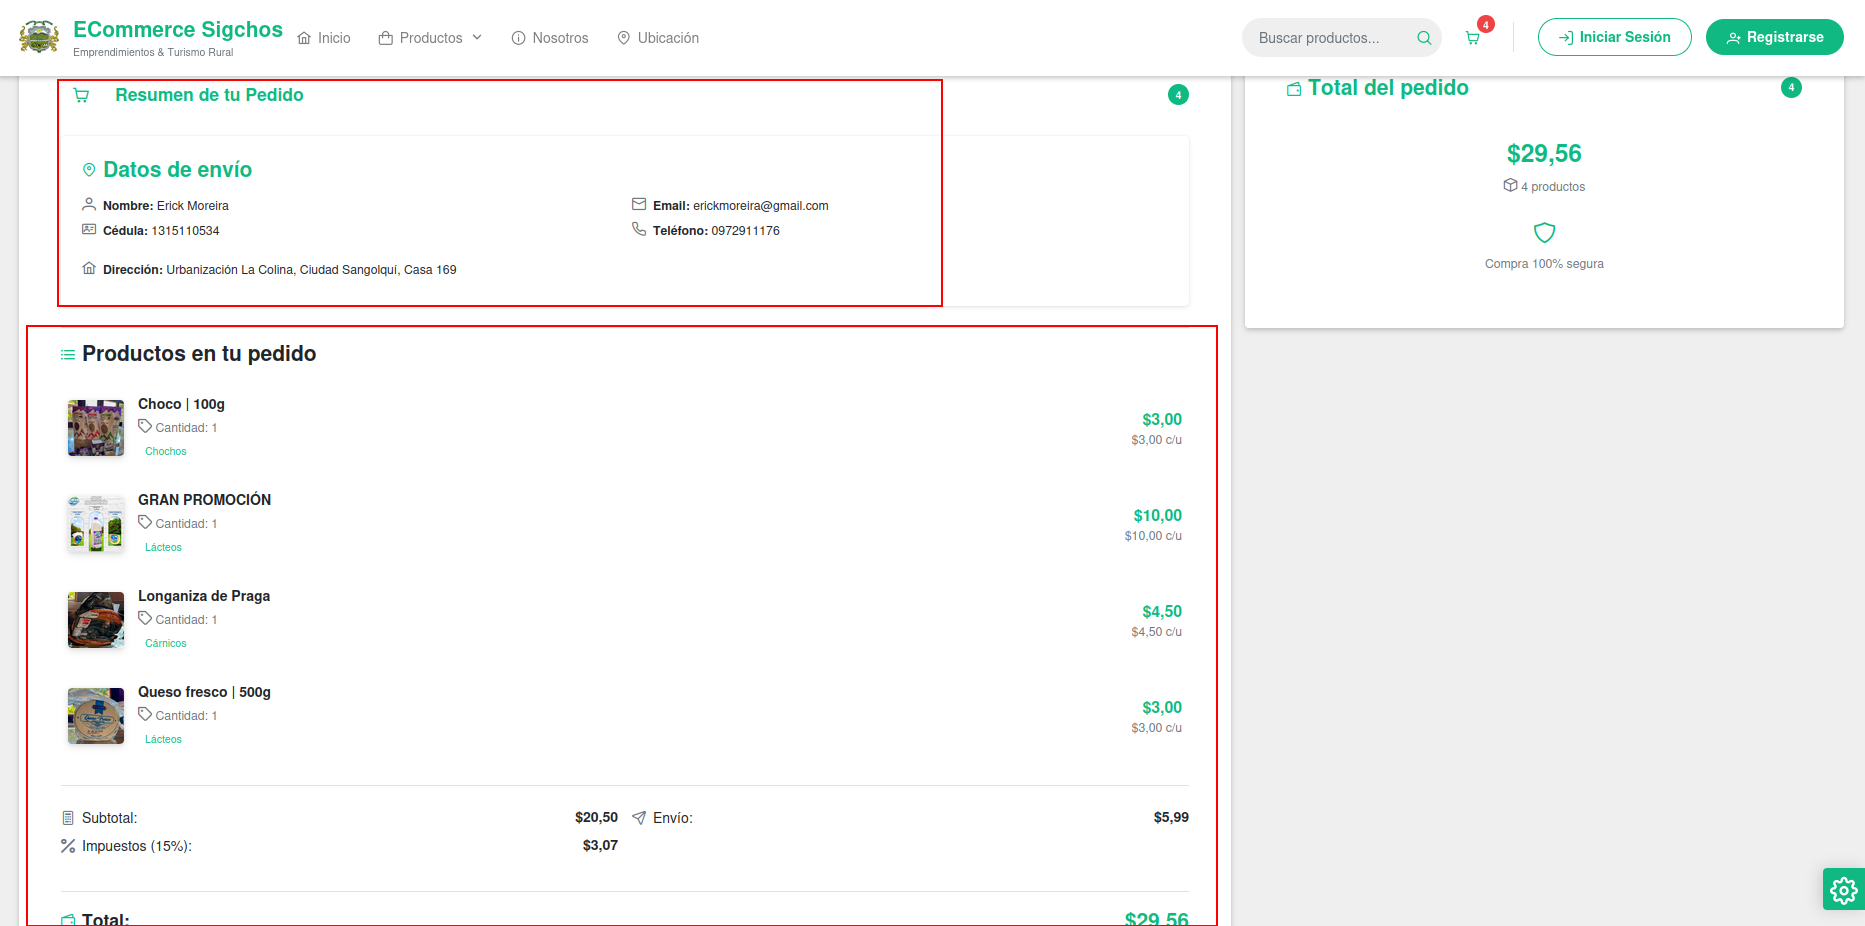 ECommerce Sigchos
Emprendimientos & Turismo Rural
Inicio
Productos
Nosotros
Ubicación
Buscar productos...
4
Iniciar Sesión
Registrarse
Resumen de tu Pedido
4
Datos de envío
Nombre: Erick Moreira
Email: erickmoreira@gmail.com
Cédula: 1315110534
Teléfono: 0972911176
Dirección: Urbanización La Colina, Ciudad Sangolquí, Casa 169
Total del pedido
4
$29,56
4 productos
Compra 100% segura
Productos en tu pedido
Choco | 100g
Cantidad: 1
Chochos
$3,00
$3,00 c/u
GRAN PROMOCIÓN
Cantidad: 1
Lácteos
$10,00
$10,00 c/u
Longaniza de Praga
Cantidad: 1
Cárnicos
$4,50
$4,50 c/u
Queso fresco | 500g
Cantidad: 1
Lácteos
$3,00
$3,00 c/u
Subtotal: $20,50
Envío: $5,99
Impuestos (15%): $3,07
Total: $29,56